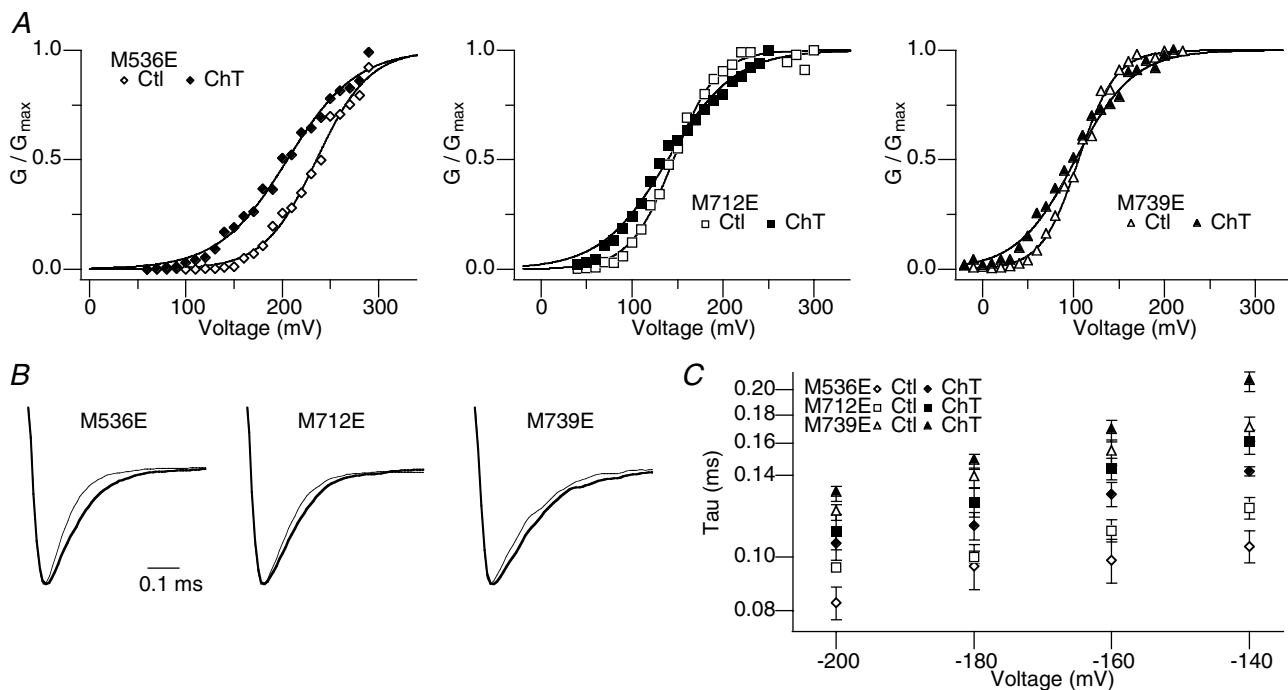 A
M536E
Ctl ChT
G / Gmax
1.0
0.5
0.0
0 100 200 300
Voltage (mV)
M712E
Ctl ChT
G / Gmax
1.0
0.5
0.0
0 100 200 300
Voltage (mV)
M739E
Ctl ChT
G / Gmax
1.0
0.5
0.0
0 100 200 300
Voltage (mV)
B
M536E
M712E
M739E
0.1 ms
C
M536E Ctl ChT
M712E Ctl ChT
M739E Ctl ChT
Tau (ms)
0.20
0.18
0.16
0.14
0.10
0.08
-200 -180 -160 -140
Voltage (mV)